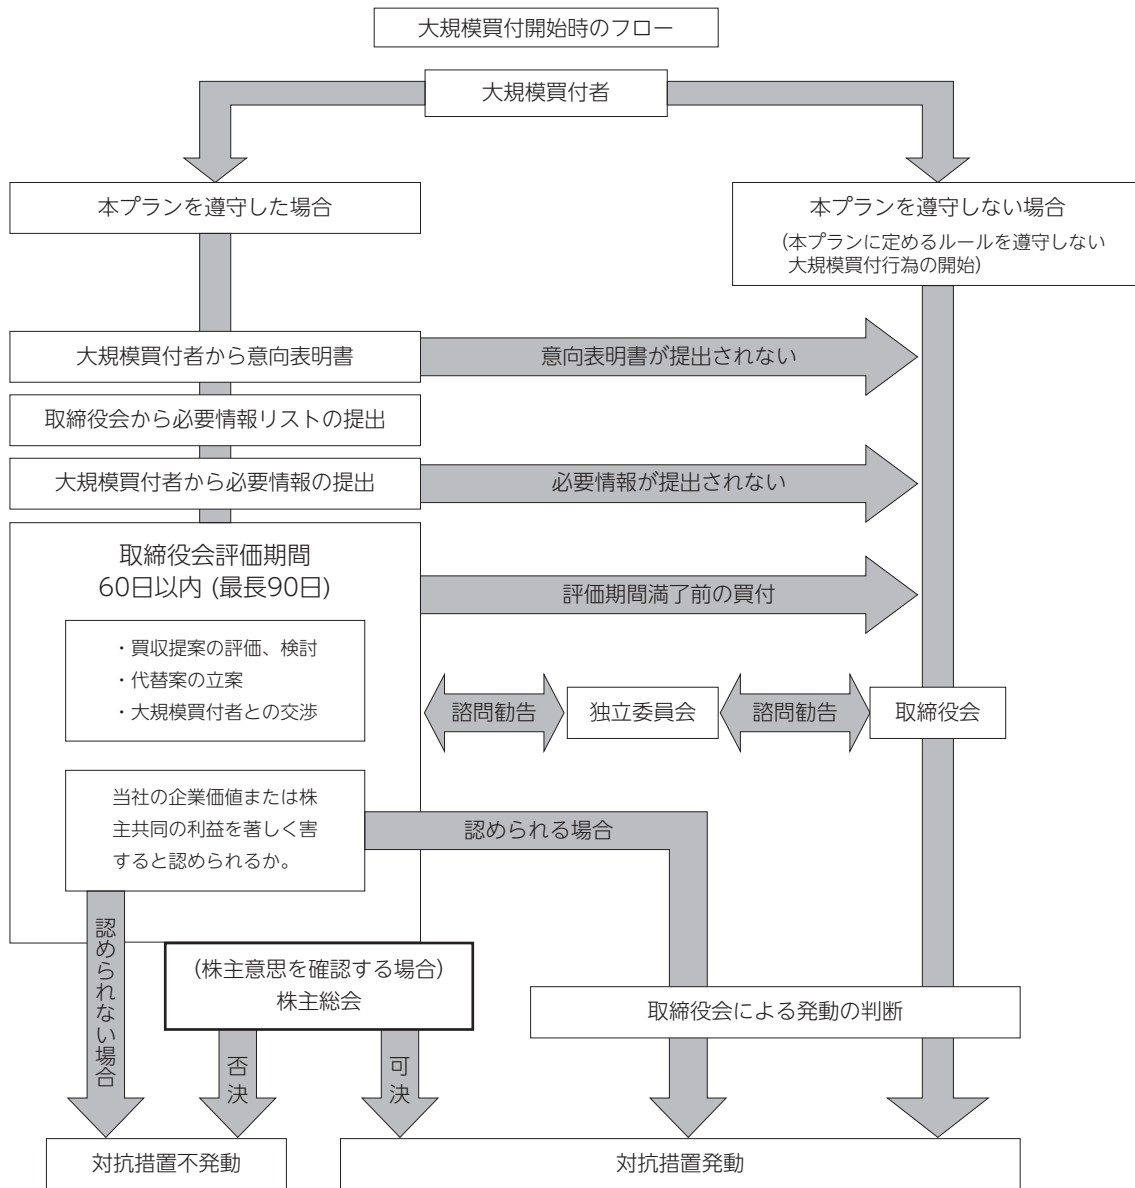 大規模買付開始時のフロー
大規模買付者
本プランを遵守した場合
本プランを遵守しない場合
(本プランに定めるルールを遵守しない
大規模買付行為の開始)
大規模買付者から意向表明書
意向表明書が提出されない
取締役会から必要情報リストの提出
大規模買付者から必要情報の提出
必要情報が提出されない
取締役会評価期間
60日以内 (最長90日)
評価期間満了前の買付
・買収提案の評価、検討
・代替案の立案
・大規模買付者との交渉
諮問勧告
独立委員会
諮問勧告
取締役会
当社の企業価値または株
主共同の利益を著しく害
すると認められるか。
認められる場合
認められない場合
(株主意思を確認する場合)
株主総会
取締役会による発動の判断
否決
可決
対抗措置不発動
対抗措置発動